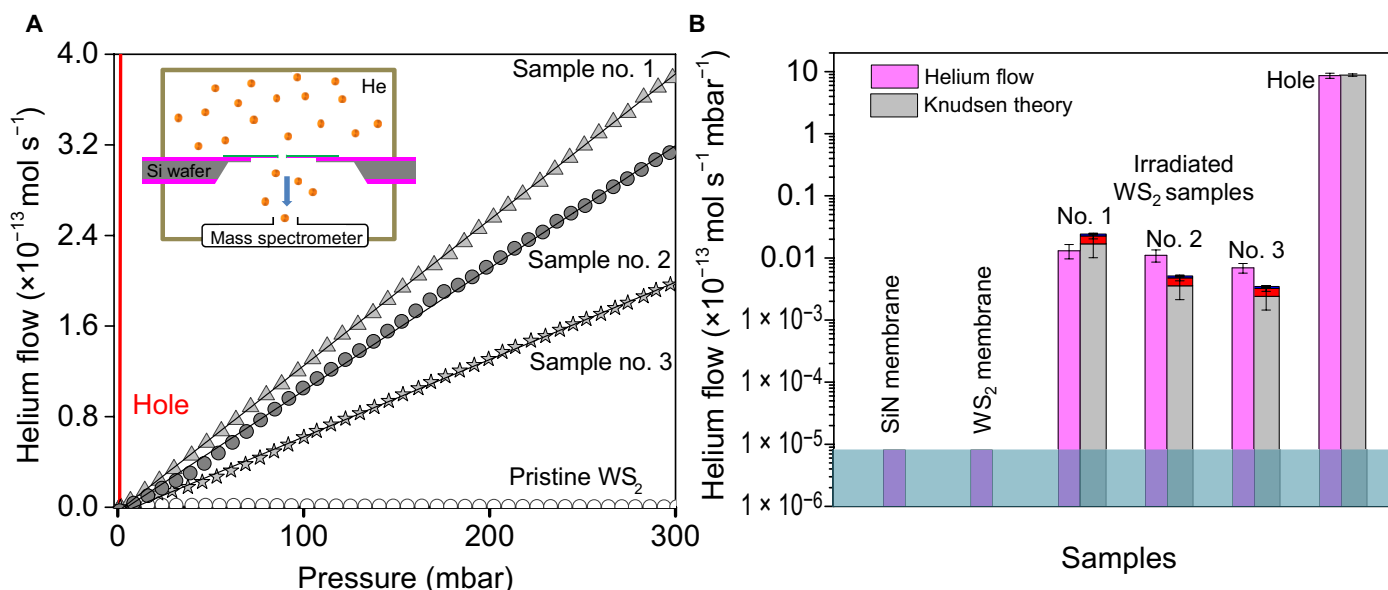 A
Helium flow (×10⁻¹³ mol s⁻¹)
4.0
3.2
2.4
1.6
0.8
0.0
He
Si wafer
Mass spectrometer
Sample no. 1
Sample no. 2
Sample no. 3
Hole
Pristine WS₂
0
100
200
300
Pressure (mbar)
B
Helium flow (×10⁻¹³ mol s⁻¹ mbar⁻¹)
10
1
0.1
0.01
1 × 10⁻³
1 × 10⁻⁴
1 × 10⁻⁵
1 × 10⁻⁶
Helium flow
Knudsen theory
Hole
Irradiated
WS₂ samples
No. 1
No. 2
No. 3
SiN membrane
WS₂ membrane
Samples